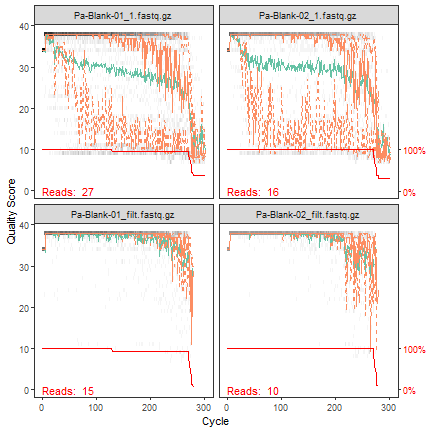 Pa-Blank-01_1.fastq.gz
Pa-Blank-02_1.fastq.gz
40
30
20
10
0
Reads: 27
Reads: 16
100%
0%
Pa-Blank-01_filt.fastq.gz
Pa-Blank-02_filt.fastq.gz
40
30
20
10
0
Reads: 15
Reads: 10
100%
0%
0 100 200 300
0 100 200 300
Quality Score
Cycle